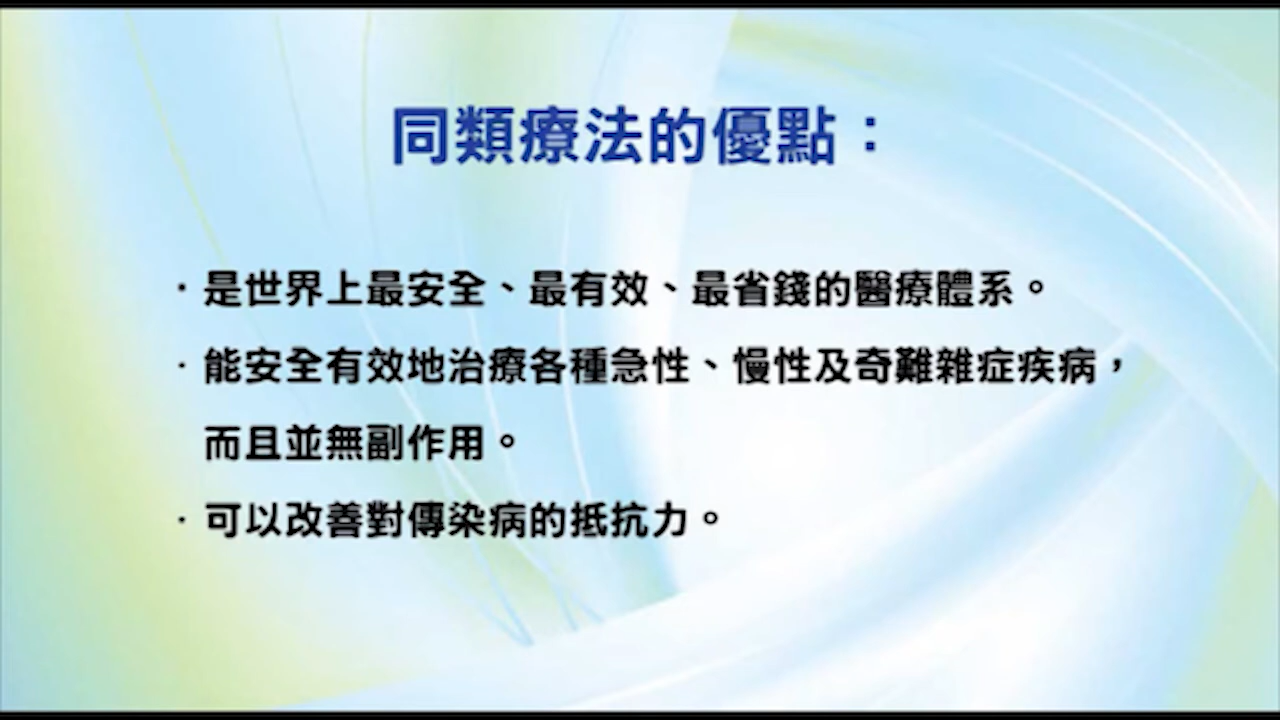 同類療法的優點：
·是世界上最安全、最有效、最省錢的醫療體系。
·能安全有效地治療各種急性、慢性及奇難雜症疾病，
而且並無副作用。
·可以改善對傳染病的抵抗力。